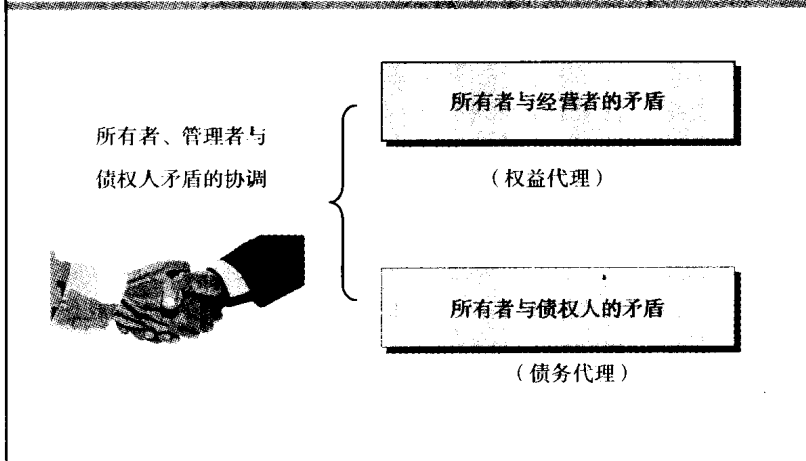 所有者、管理者与
债权人矛盾的协调
所有者与经营者的矛盾
（权益代理）
所有者与债权人的矛盾
（债务代理）